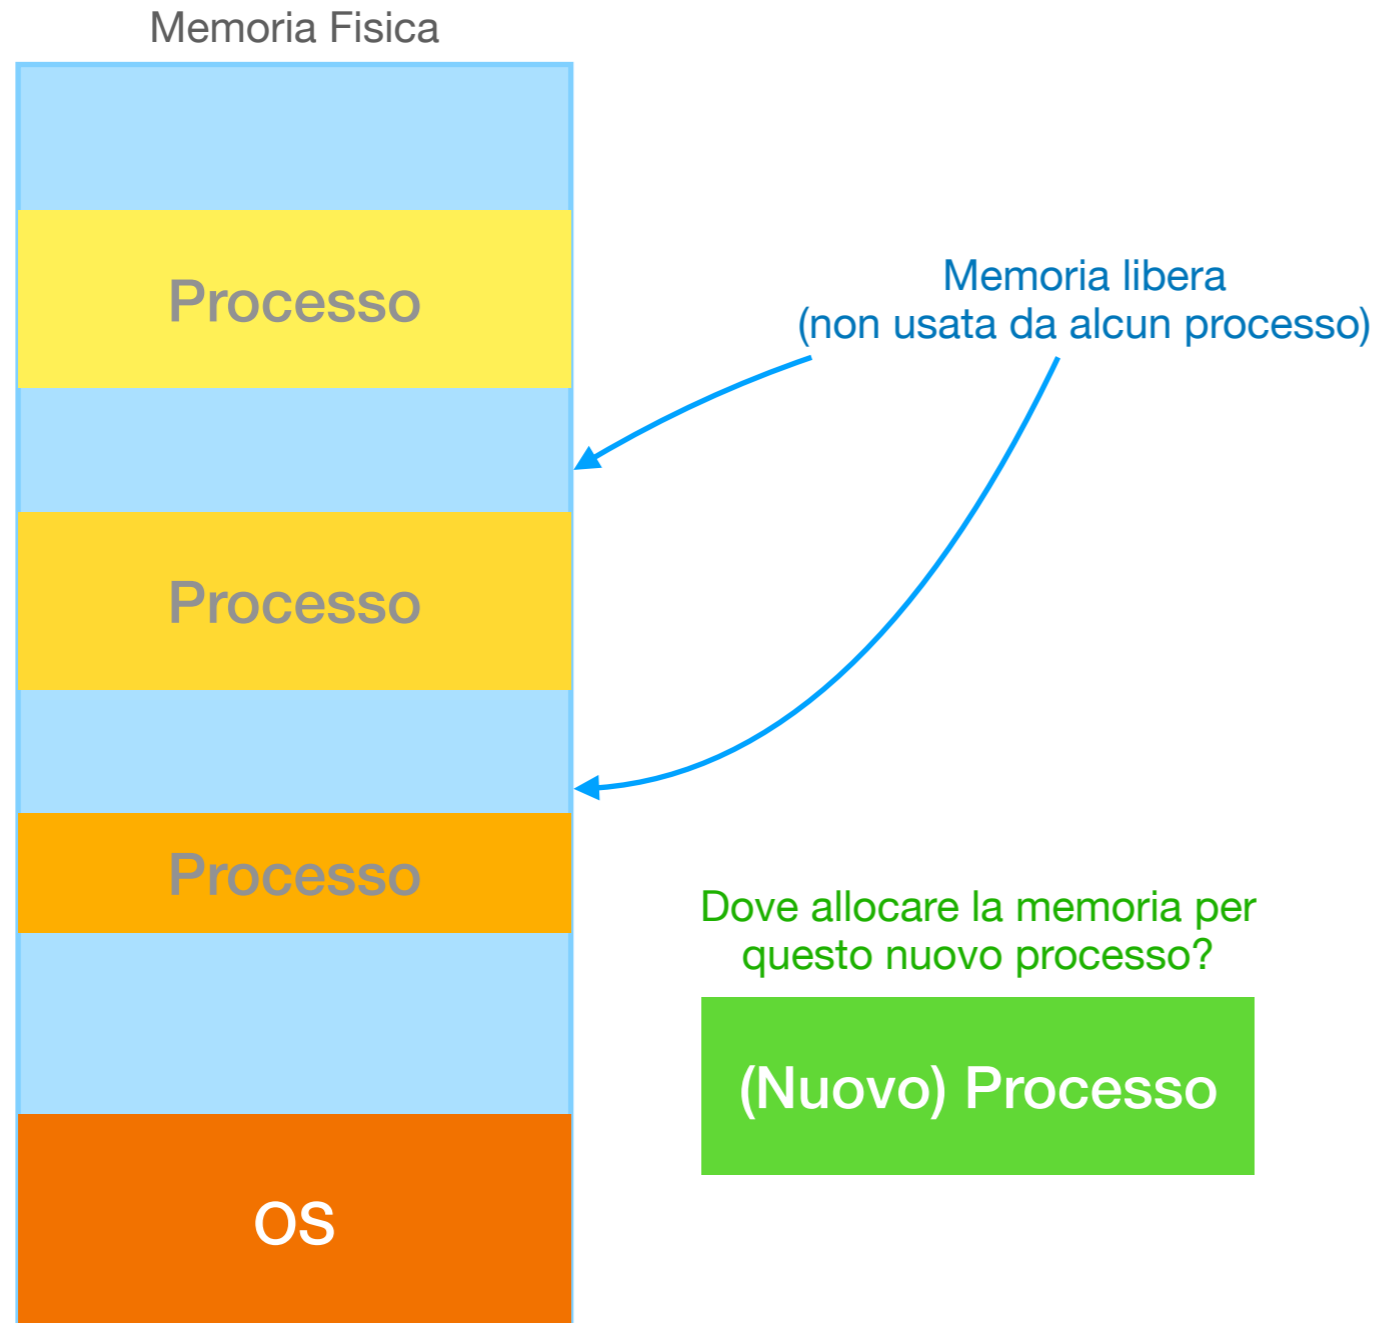 Memoria Fisica
Processo
Memoria libera
(non usata da alcun processo)
Processo
Processo
Dove allocare la memoria per
questo nuovo processo?
(Nuovo) Processo
OS